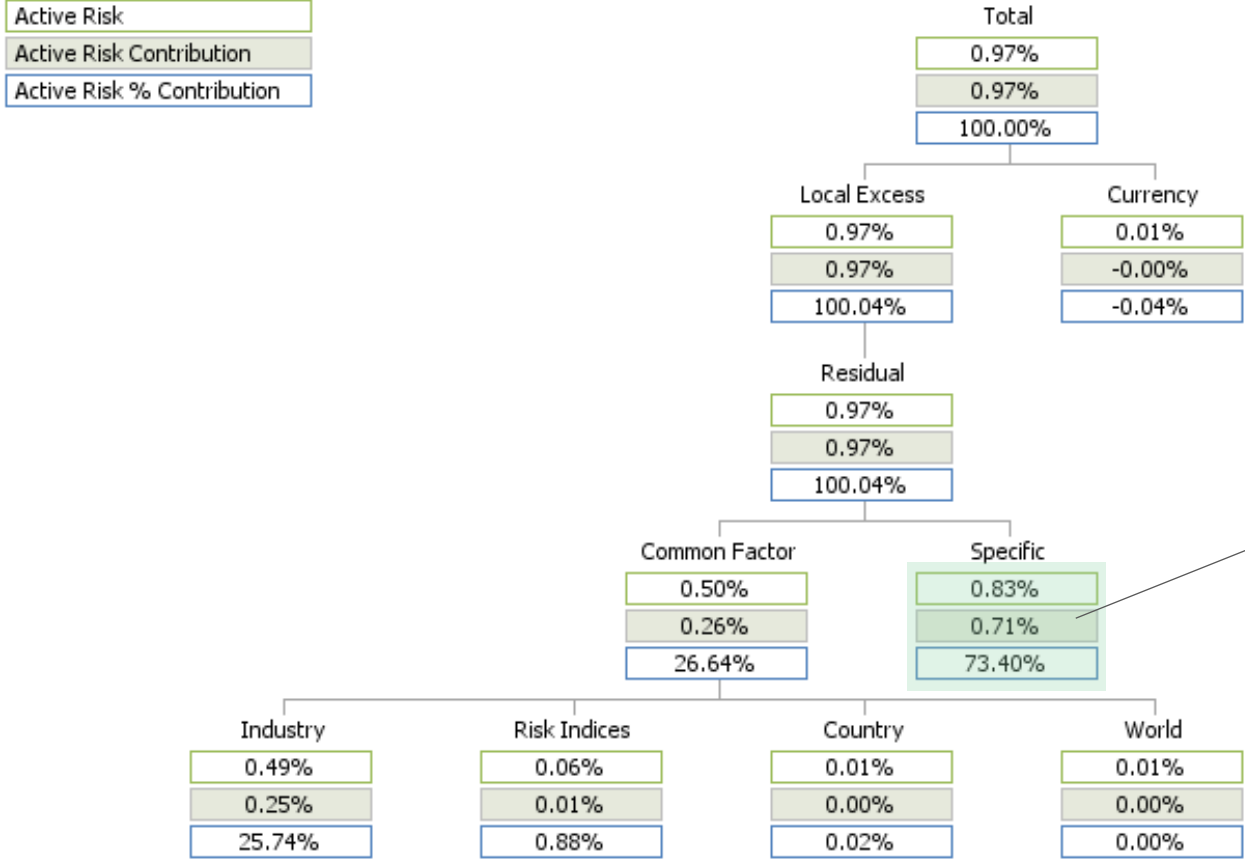 Active Risk
Active Risk Contribution
Active Risk % Contribution
Total
0.97%
0.97%
100.00%
Local Excess
0.97%
0.97%
100.04%
Currency
0.01%
-0.00%
-0.04%
Residual
0.97%
0.97%
100.04%
Common Factor
0.50%
0.26%
26.64%
Specific
0.83%
0.71%
73.40%
Industry
0.49%
0.25%
25.74%
Risk Indices
0.06%
0.01%
0.88%
Country
0.01%
0.00%
0.02%
World
0.01%
0.00%
0.00%